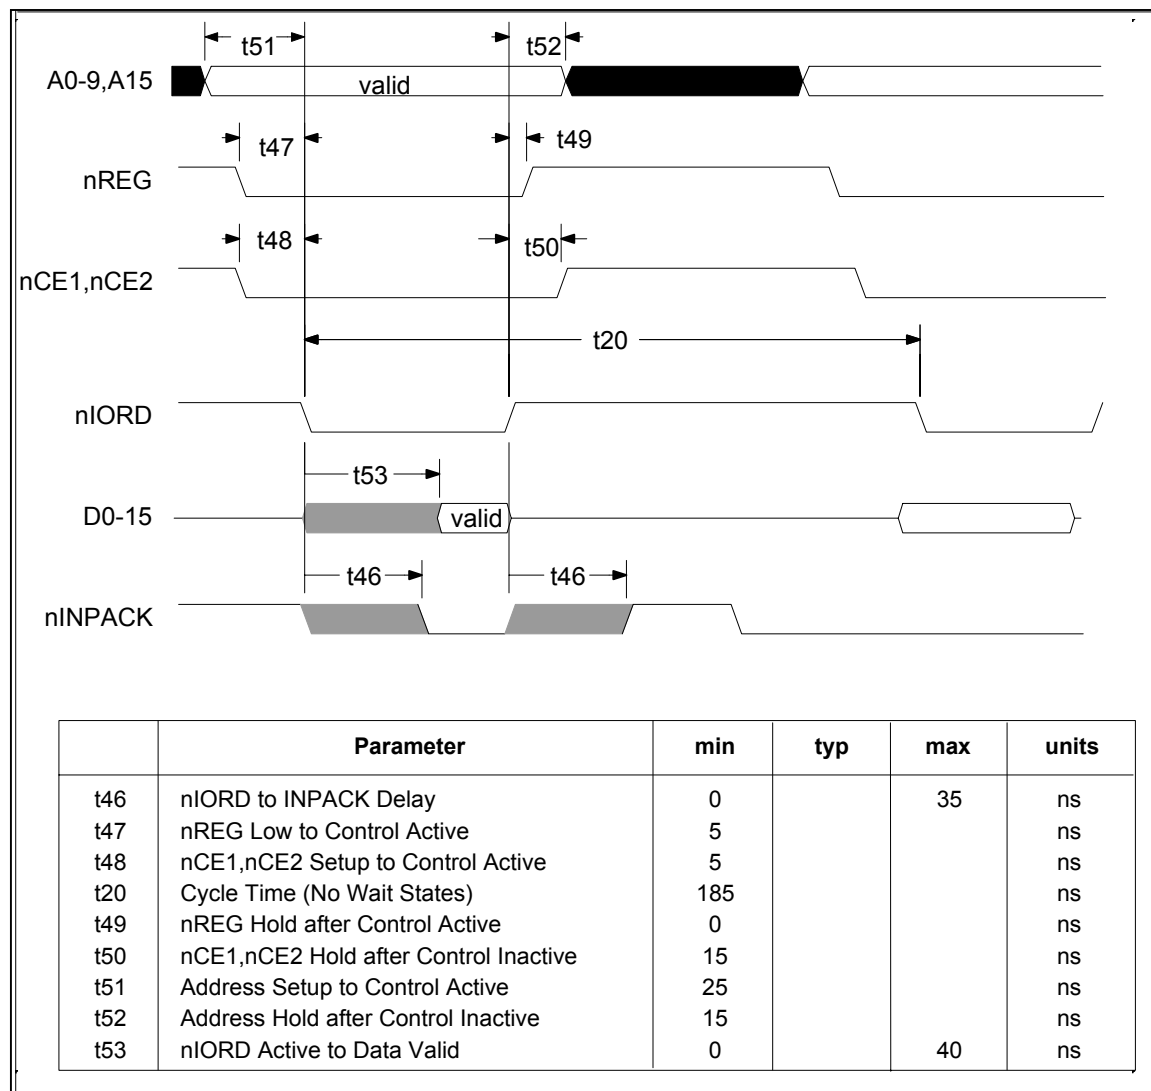 t51
t52
A0-9,A15
valid
t47
t49
nREG
t48
t50
nCE1,nCE2
t20
nIORD
t53
D0-15
valid
t46
t46
nINPACK
Parameter min typ max units
t46 nIORD to INPACK Delay 0 35 ns
t47 nREG Low to Control Active 5 ns
t48 nCE1,nCE2 Setup to Control Active 5 ns
t20 Cycle Time (No Wait States) 185 ns
t49 nREG Hold after Control Active 0 ns
t50 nCE1,nCE2 Hold after Control Inactive 15 ns
t51 Address Setup to Control Active 25 ns
t52 Address Hold after Control Inactive 15 ns
t53 nIORD Active to Data Valid 0 40 ns